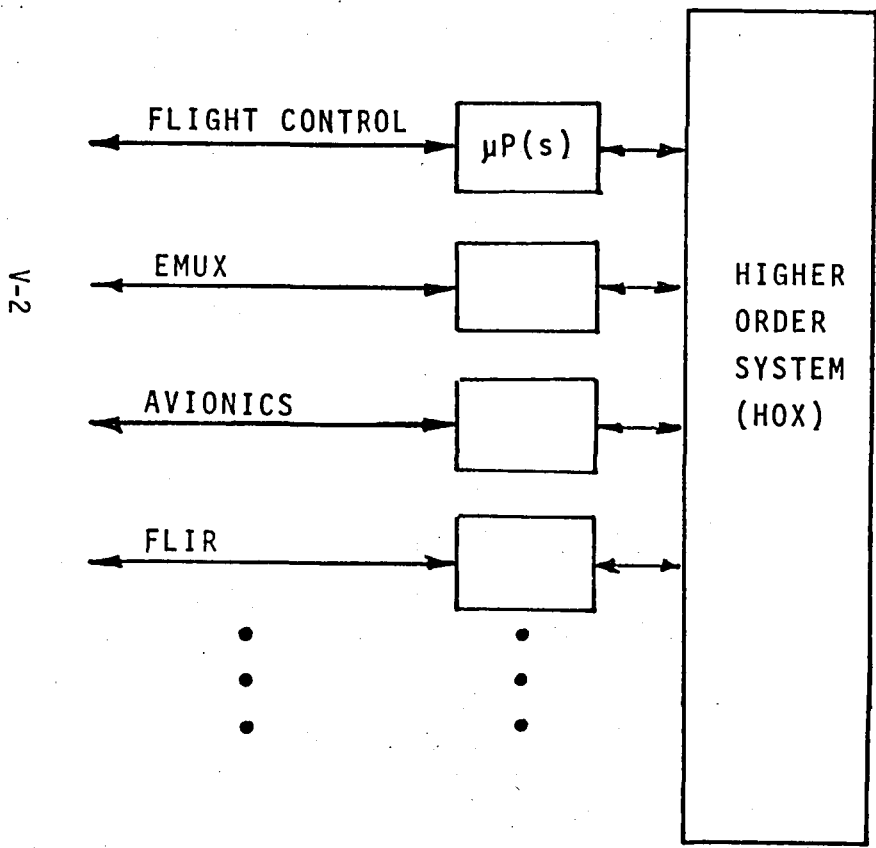 FLIGHT CONTROL
µP(s)
EMUX
AVIONICS
FLIR
HIGHER
ORDER
SYSTEM
(HOX)
V-2